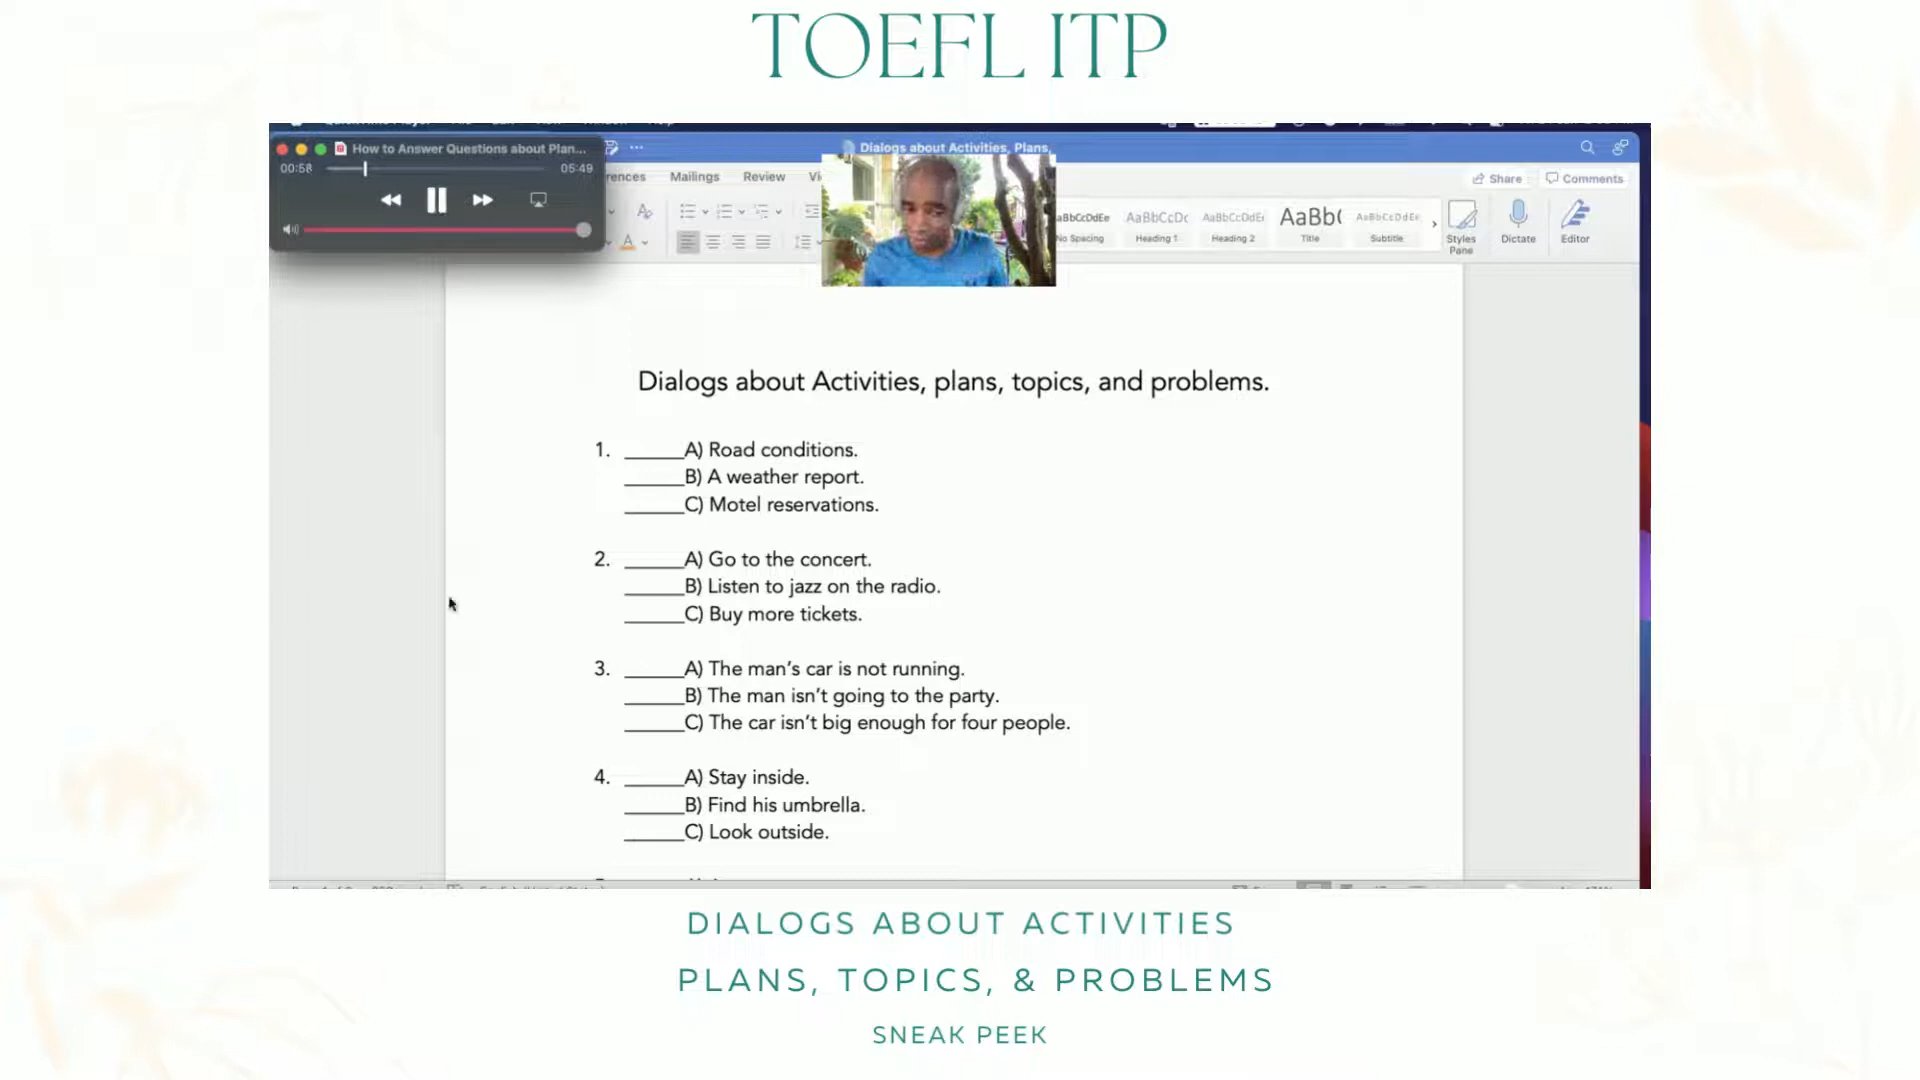 TOEFL ITP
How to Answer Questions about Plan...
00:58
05:49
Dialogs about Activities, Plans,
rences Mailings Review Vi
Share Comments
aBbCcDdEe AaBbCcDc AaBbCcDdEe AaBb( AaBbCcDdEe
No Spacing Heading 1 Heading 2 Title Subtitle
Styles Pane
Dictate
Editor
Dialogs about Activities, plans, topics, and problems.
1. ______A) Road conditions.
______B) A weather report.
______C) Motel reservations.
2. ______A) Go to the concert.
______B) Listen to jazz on the radio.
______C) Buy more tickets.
3. ______A) The man's car is not running.
______B) The man isn't going to the party.
______C) The car isn't big enough for four people.
4. ______A) Stay inside.
______B) Find his umbrella.
______C) Look outside.
DIALOGS ABOUT ACTIVITIES
PLANS, TOPICS, & PROBLEMS
SNEAK PEEK